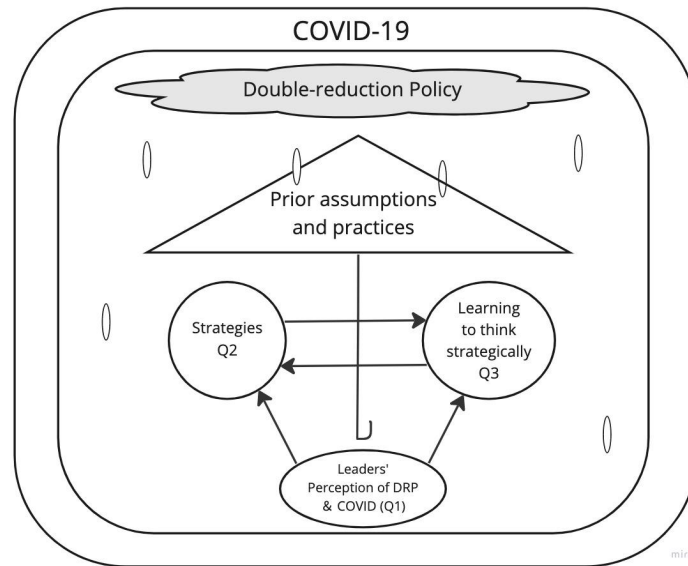 COVID-19
Double-reduction Policy
Prior assumptions
and practices
Strategies
Q2
Learning
to think
strategically
Q3
Leaders'
Perception of DRP
& COVID (Q1)